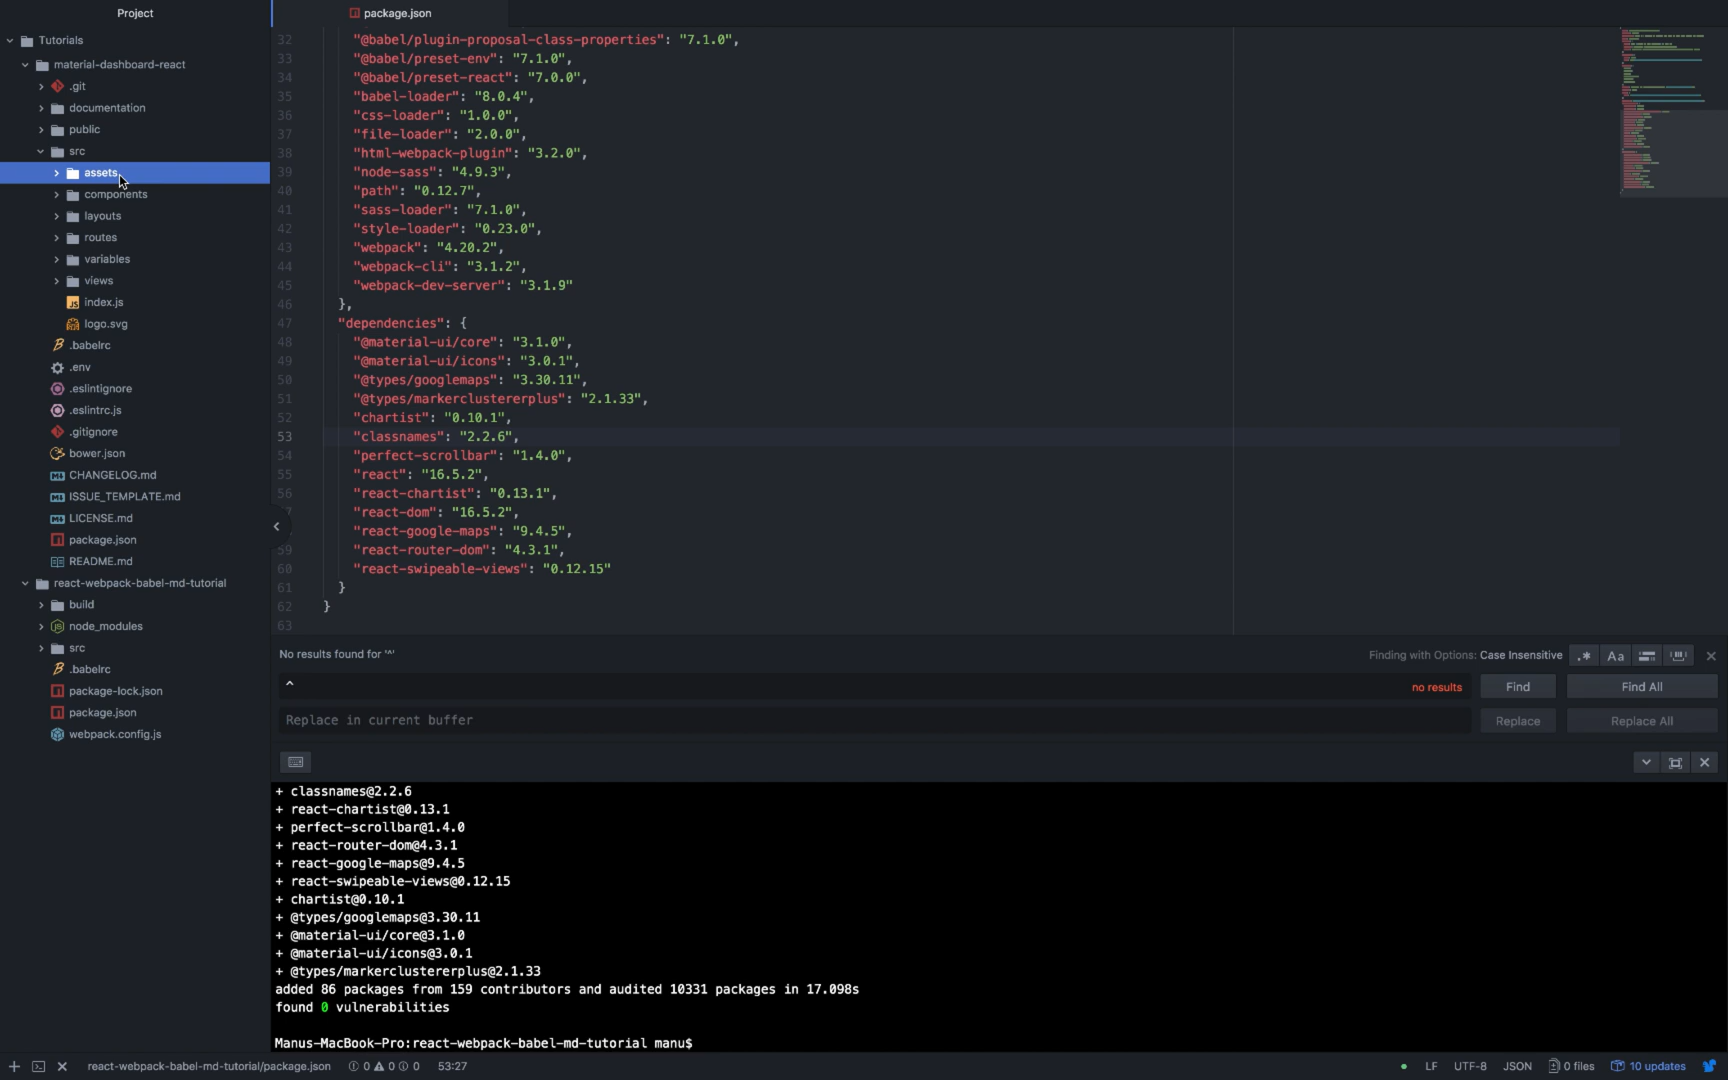 Project
Tutorials
material-dashboard-react
.git
documentation
public
src
assets
components
layouts
routes
variables
views
index.js
logo.svg
.babelrc
.env
.eslintignore
.eslintrc.js
.gitignore
bower.json
CHANGELOG.md
ISSUE_TEMPLATE.md
LICENSE.md
package.json
README.md
react-webpack-babel-md-tutorial
build
node_modules
src
.babelrc
package-lock.json
package.json
webpack.config.js
package.json
32 "@babel/plugin-proposal-class-properties": "7.1.0",
33 "@babel/preset-env": "7.1.0",
34 "@babel/preset-react": "7.0.0",
35 "babel-loader": "8.0.4",
36 "css-loader": "1.0.0",
37 "file-loader": "2.0.0",
38 "html-webpack-plugin": "3.2.0",
39 "node-sass": "4.9.3",
40 "path": "0.12.7",
41 "sass-loader": "7.1.0",
42 "style-loader": "0.23.0",
43 "webpack": "4.20.2",
44 "webpack-cli": "3.1.2",
45 "webpack-dev-server": "3.1.9"
46 },
47 "dependencies": {
48 "@material-ui/core": "3.1.0",
49 "@material-ui/icons": "3.0.1",
50 "@types/googlemaps": "3.30.11",
51 "@types/markerclustererplus": "2.1.33",
52 "chartist": "0.10.1",
53 "classnames": "2.2.6",
54 "perfect-scrollbar": "1.4.0",
55 "react": "16.5.2",
56 "react-chartist": "0.13.1",
7 "react-dom": "16.5.2",
"react-google-maps": "9.4.5",
59 "react-router-dom": "4.3.1",
60 "react-swipeable-views": "0.12.15"
61 }
62 }
63
No results found for '^'
Finding with Options: Case Insensitive
.* Aa
^ no results Find Find All
Replace in current buffer Replace Replace All
+ classnames@2.2.6
+ react-chartist@0.13.1
+ perfect-scrollbar@1.4.0
+ react-router-dom@4.3.1
+ react-google-maps@9.4.5
+ react-swipeable-views@0.12.15
+ chartist@0.10.1
+ @types/googlemaps@3.30.11
+ @material-ui/core@3.1.0
+ @material-ui/icons@3.0.1
+ @types/markerclustererplus@2.1.33
added 86 packages from 159 contributors and audited 10331 packages in 17.098s
found 0 vulnerabilities
Manus-MacBook-Pro:react-webpack-babel-md-tutorial manu$
react-webpack-babel-md-tutorial/package.json 0 0 0 53:27 LF UTF-8 JSON 0 files 10 updates